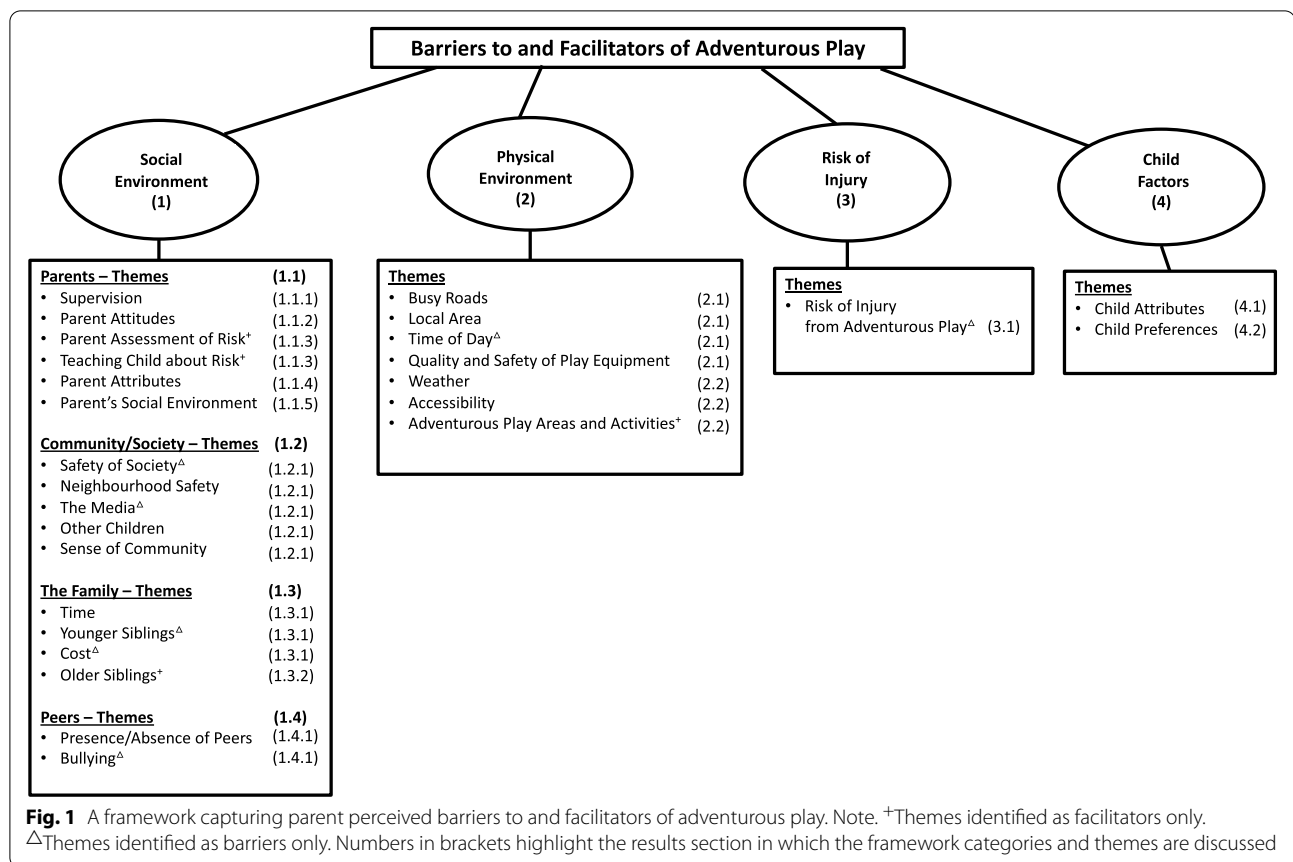 Barriers to and Facilitators of Adventurous Play
Social
Environment
(1)
Physical
Environment
(2)
Risk of
Injury
(3)
Child
Factors
(4)
Parents – Themes (1.1)
• Supervision (1.1.1)
• Parent Attitudes (1.1.2)
• Parent Assessment of Risk⁺ (1.1.3)
• Teaching Child about Risk⁺ (1.1.3)
• Parent Attributes (1.1.4)
• Parent's Social Environment (1.1.5)
Community/Society – Themes (1.2)
• Safety of Society△ (1.2.1)
• Neighbourhood Safety (1.2.1)
• The Media△ (1.2.1)
• Other Children (1.2.1)
• Sense of Community (1.2.1)
The Family – Themes (1.3)
• Time (1.3.1)
• Younger Siblings△ (1.3.1)
• Cost△ (1.3.1)
• Older Siblings⁺ (1.3.2)
Peers – Themes (1.4)
• Presence/Absence of Peers (1.4.1)
• Bullying△ (1.4.1)
Themes
• Busy Roads (2.1)
• Local Area (2.1)
• Time of Day△ (2.1)
• Quality and Safety of Play Equipment (2.1)
• Weather (2.2)
• Accessibility (2.2)
• Adventurous Play Areas and Activities⁺ (2.2)
Themes
• Risk of Injury
from Adventurous Play△ (3.1)
Themes
• Child Attributes (4.1)
• Child Preferences (4.2)
Fig. 1 A framework capturing parent perceived barriers to and facilitators of adventurous play. Note. ⁺Themes identified as facilitators only.
△Themes identified as barriers only. Numbers in brackets highlight the results section in which the framework categories and themes are discussed